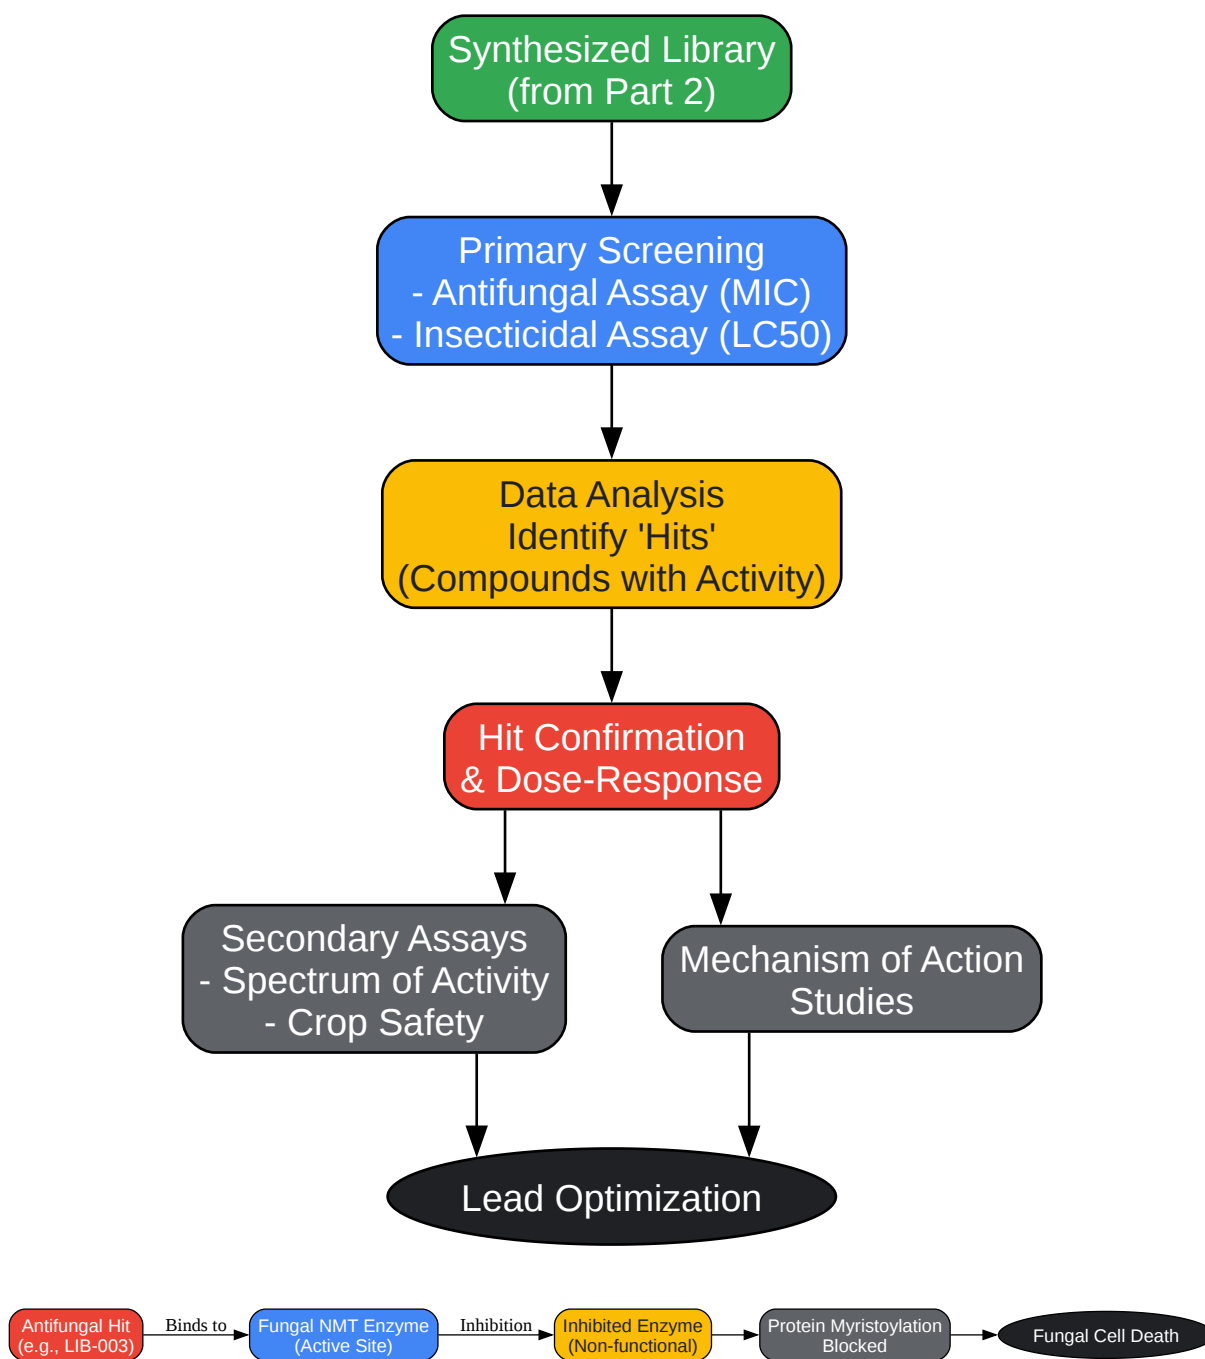 Synthesized Library
(from Part 2)
Primary Screening
- Antifungal Assay (MIC)
- Insecticidal Assay (LC50)
Data Analysis
Identify 'Hits'
(Compounds with Activity)
Hit Confirmation
& Dose-Response
Secondary Assays
- Spectrum of Activity
- Crop Safety
Mechanism of Action
Studies
Lead Optimization
Antifungal Hit
(e.g., LIB-003)
Binds to
Fungal NMT Enzyme
(Active Site)
Inhibition
Inhibited Enzyme
(Non-functional)
Protein Myristoylation
Blocked
Fungal Cell Death